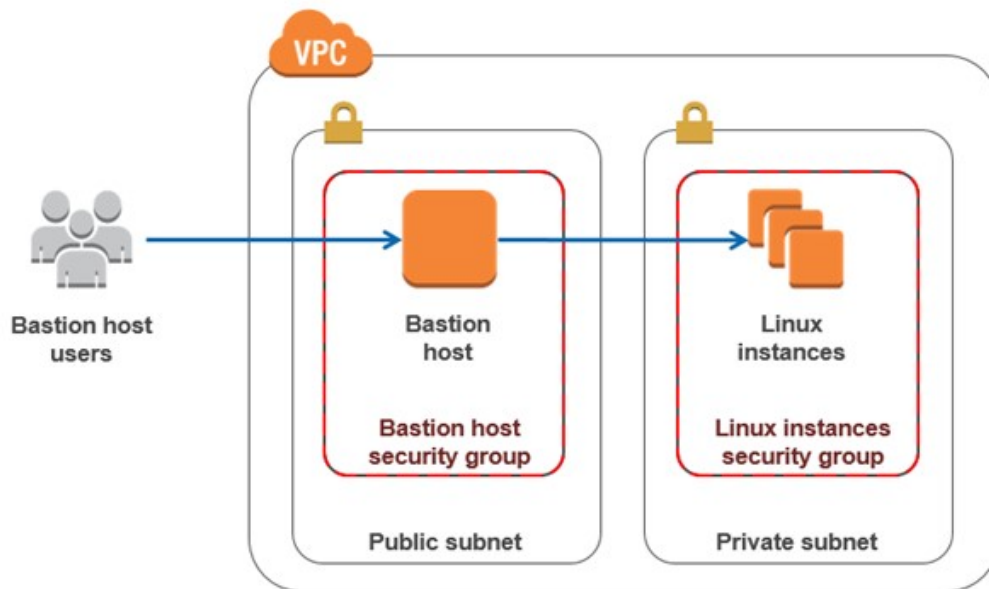 VPC
Bastion host
users
Bastion
host
Linux
instances
Bastion host
security group
Linux instances
security group
Public subnet
Private subnet